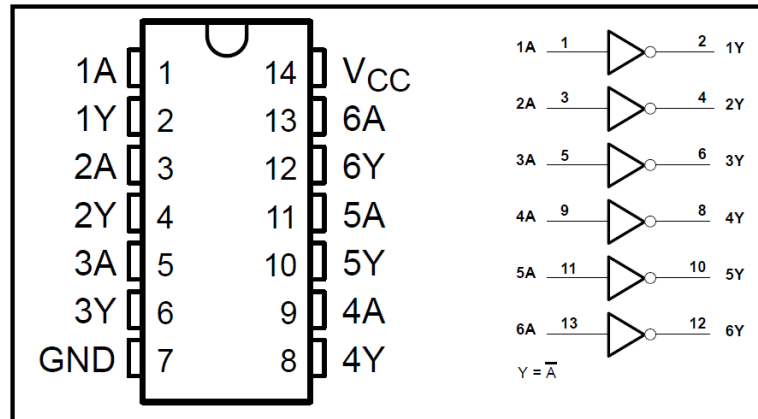 1A 1 14 VCC
1Y 2 13 6A
2A 3 12 6Y
2Y 4 11 5A
3A 5 10 5Y
3Y 6 9 4A
GND 7 8 4Y
1A 1 2 1Y
2A 3 4 2Y
3A 5 6 3Y
4A 9 8 4Y
5A 11 10 5Y
6A 13 12 6Y
Y = A̅